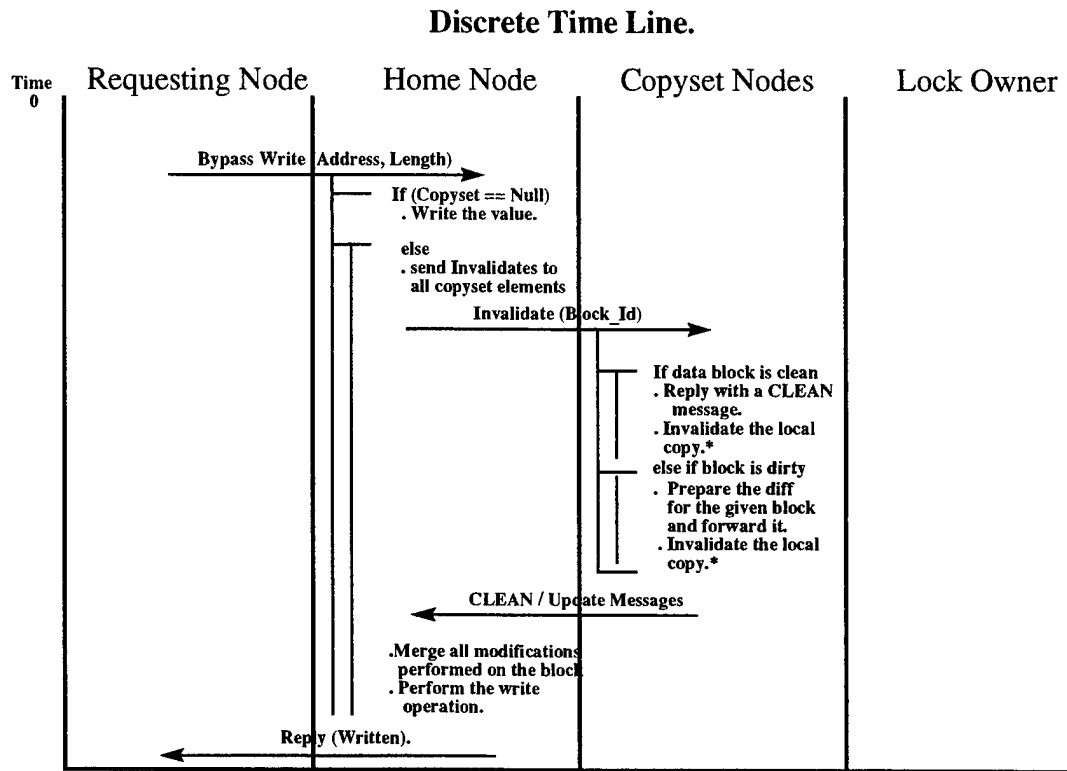 Discrete Time Line.
Time
0
Requesting Node
Home Node
Copyset Nodes
Lock Owner
Bypass Write (Address, Length)
If (Copyset == Null)
. Write the value.
else
. send Invalidates to
all copyset elements
Invalidate (Block_Id)
If data block is clean
. Reply with a CLEAN
message.
. Invalidate the local
copy.*
else if block is dirty
. Prepare the diff
for the given block
and forward it.
. Invalidate the local
copy.*
CLEAN / Update Messages
.Merge all modifications
performed on the block
. Perform the write
operation.
Reply (Written).